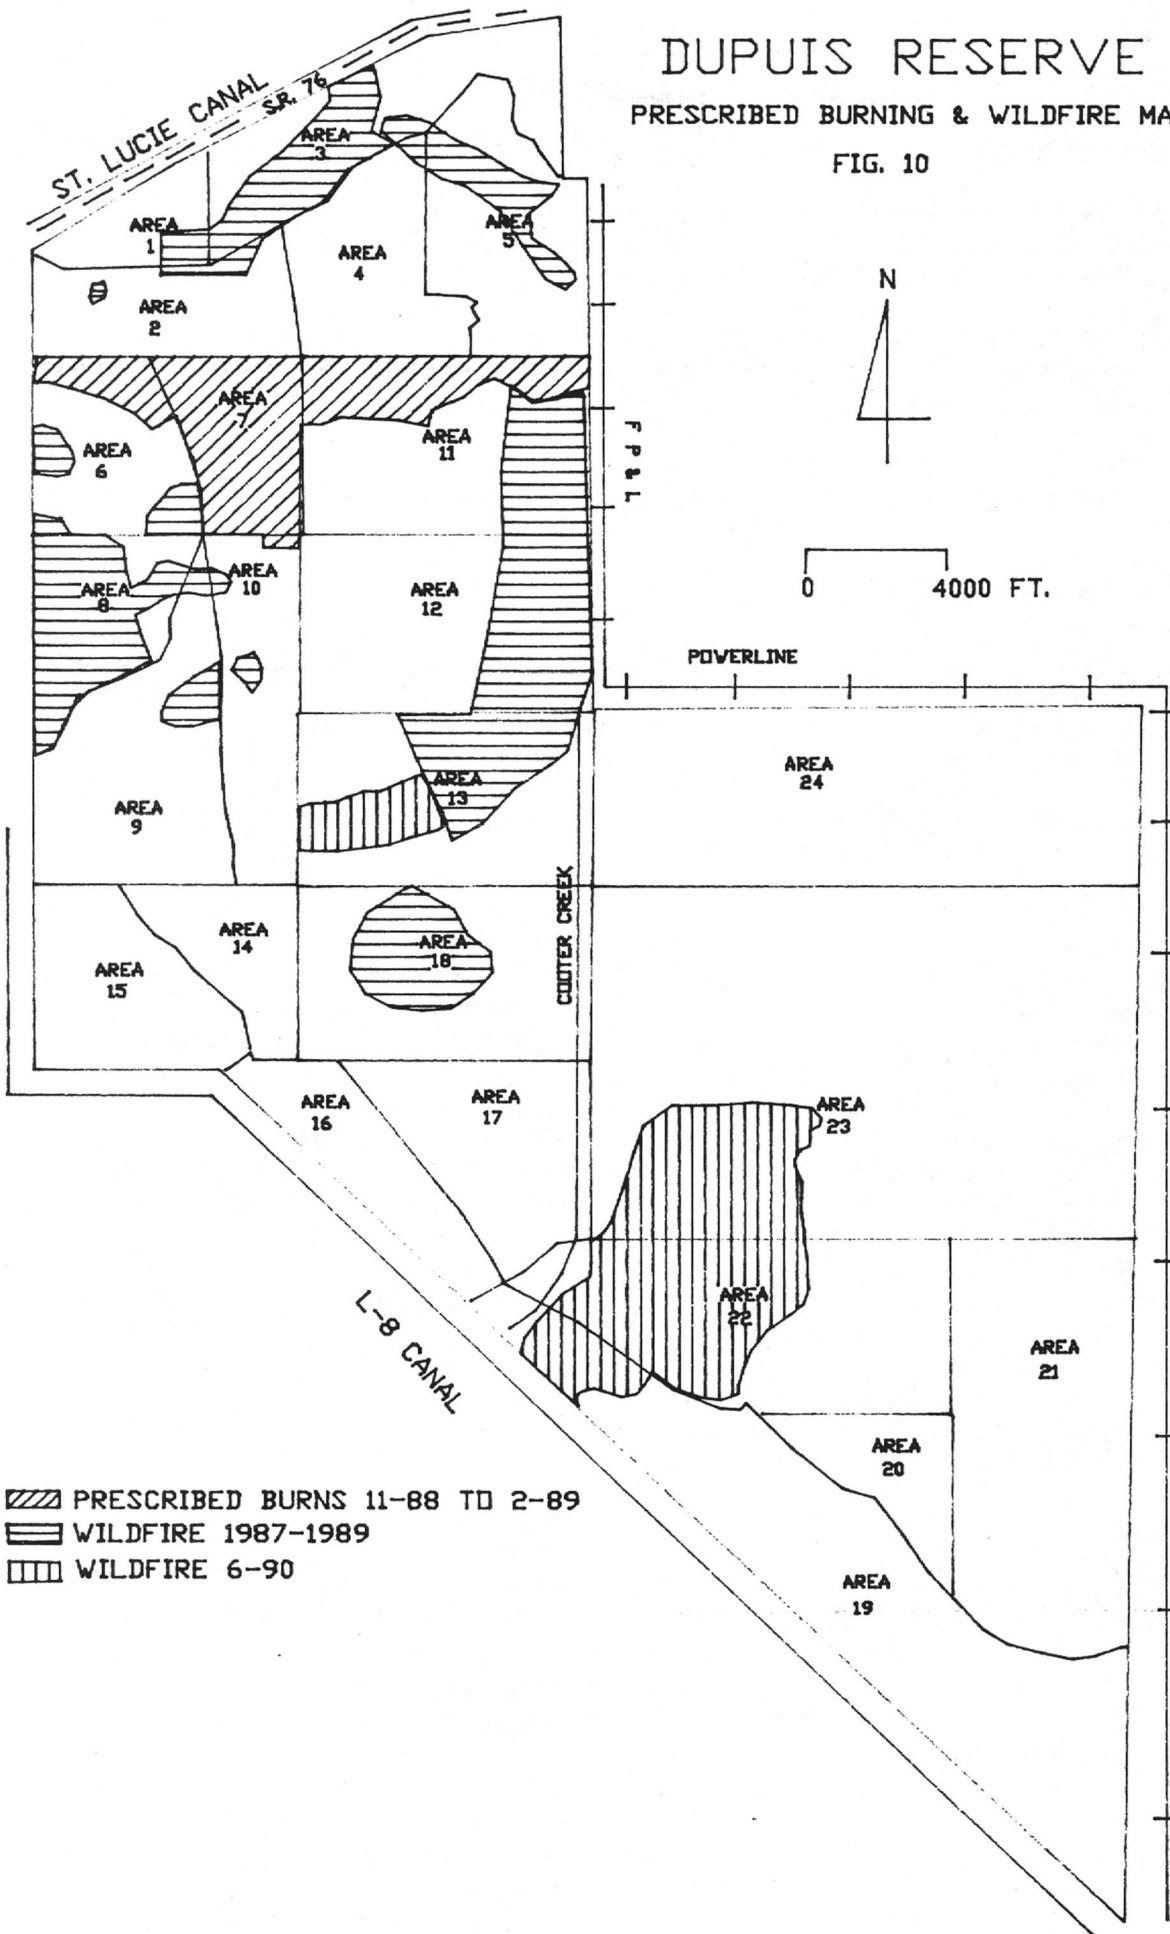 DUPUIS RESERVE
PRESCRIBED BURNING & WILDFIRE MA
FIG. 10
ST. LUCIE CANAL
S.R. 76
AREA
3
AREA
1
AREA
5
AREA
4
N
AREA
2
AREA
7
AREA
6
AREA
11
F P & L
AREA
10
AREA
8
AREA
12
0 4000 FT.
POWERLINE
AREA
24
AREA
13
AREA
9
COOTER CREEK
AREA
14
AREA
18
AREA
15
AREA
16
AREA
17
AREA
23
AREA
22
L-8 CANAL
AREA
21
AREA
20
PRESCRIBED BURNS 11-88 TO 2-89
WILDFIRE 1987-1989
WILDFIRE 6-90
AREA
19